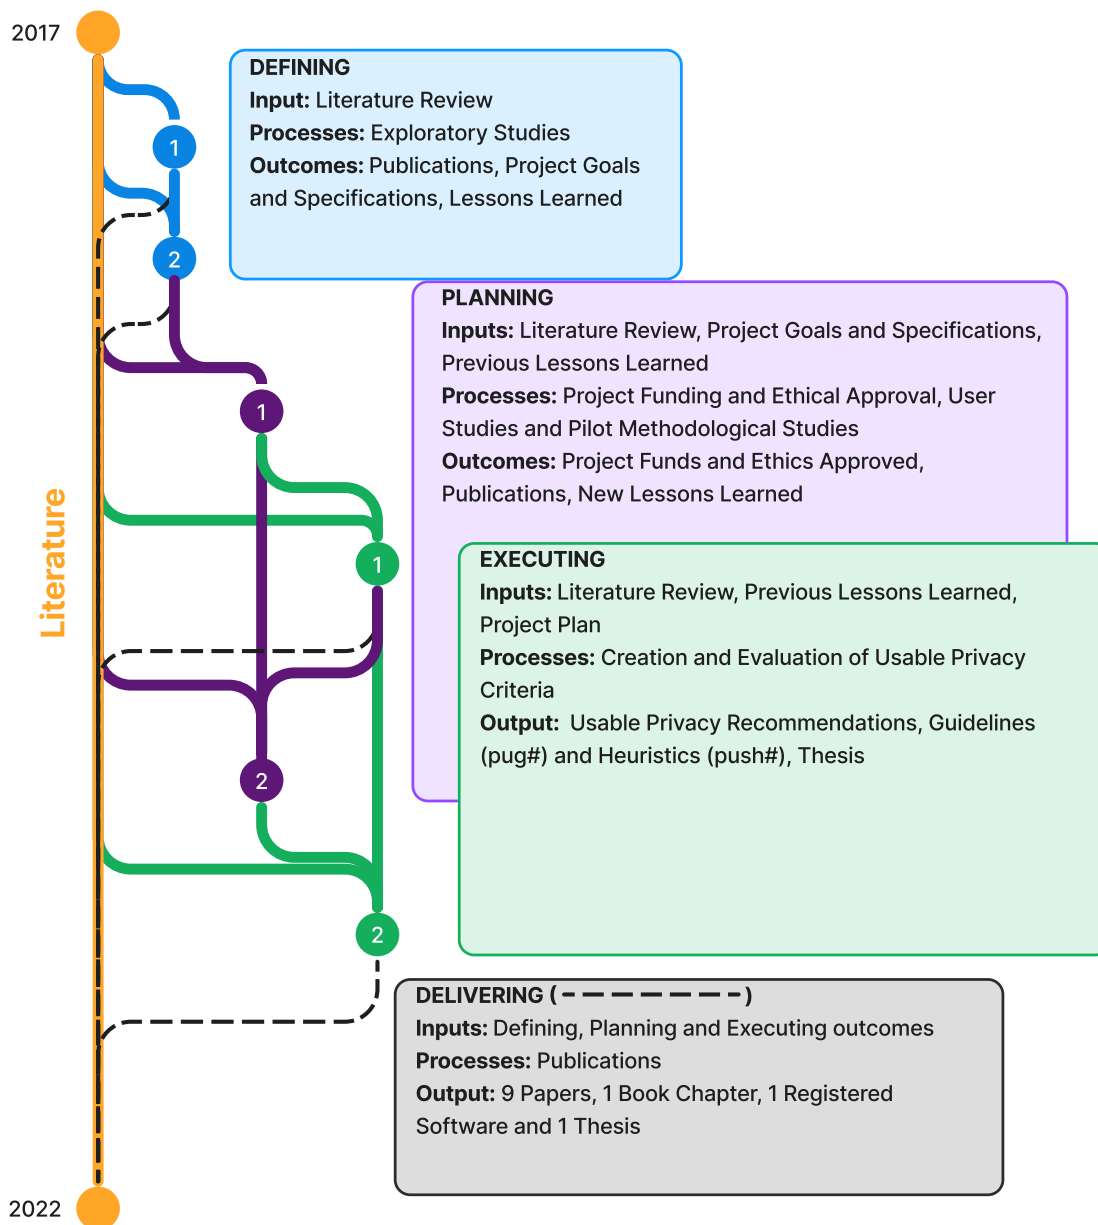 2017
DEFINING
Input: Literature Review
Processes: Exploratory Studies
Outcomes: Publications, Project Goals
and Specifications, Lessons Learned
1
2
PLANNING
Inputs: Literature Review, Project Goals and Specifications,
Previous Lessons Learned
Processes: Project Funding and Ethical Approval, User
Studies and Pilot Methodological Studies
Outcomes: Project Funds and Ethics Approved,
Publications, New Lessons Learned
1
Literature
1
EXECUTING
Inputs: Literature Review, Previous Lessons Learned,
Project Plan
Processes: Creation and Evaluation of Usable Privacy
Criteria
Output: Usable Privacy Recommendations, Guidelines
(pug#) and Heuristics (push#), Thesis
2
2
DELIVERING ( )
Inputs: Defining, Planning and Executing outcomes
Processes: Publications
Output: 9 Papers, 1 Book Chapter, 1 Registered
Software and 1 Thesis
2022